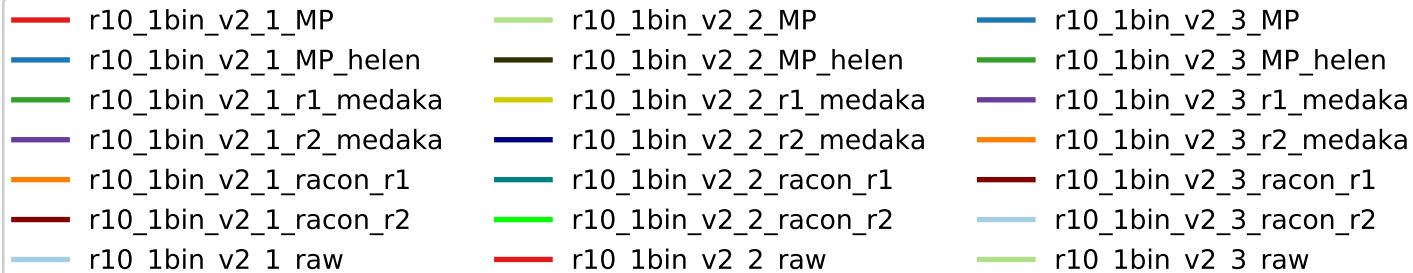 r10_1bin_v2_1_MP
r10_1bin_v2_1_MP_helen
r10_1bin_v2_1_r1_medaka
r10_1bin_v2_1_r2_medaka
r10_1bin_v2_1_racon_r1
r10_1bin_v2_1_racon_r2
r10_1bin_v2_1_raw
r10_1bin_v2_2_MP
r10_1bin_v2_2_MP_helen
r10_1bin_v2_2_r1_medaka
r10_1bin_v2_2_r2_medaka
r10_1bin_v2_2_racon_r1
r10_1bin_v2_2_racon_r2
r10_1bin_v2_2_raw
r10_1bin_v2_3_MP
r10_1bin_v2_3_MP_helen
r10_1bin_v2_3_r1_medaka
r10_1bin_v2_3_r2_medaka
r10_1bin_v2_3_racon_r1
r10_1bin_v2_3_racon_r2
r10_1bin_v2_3_raw